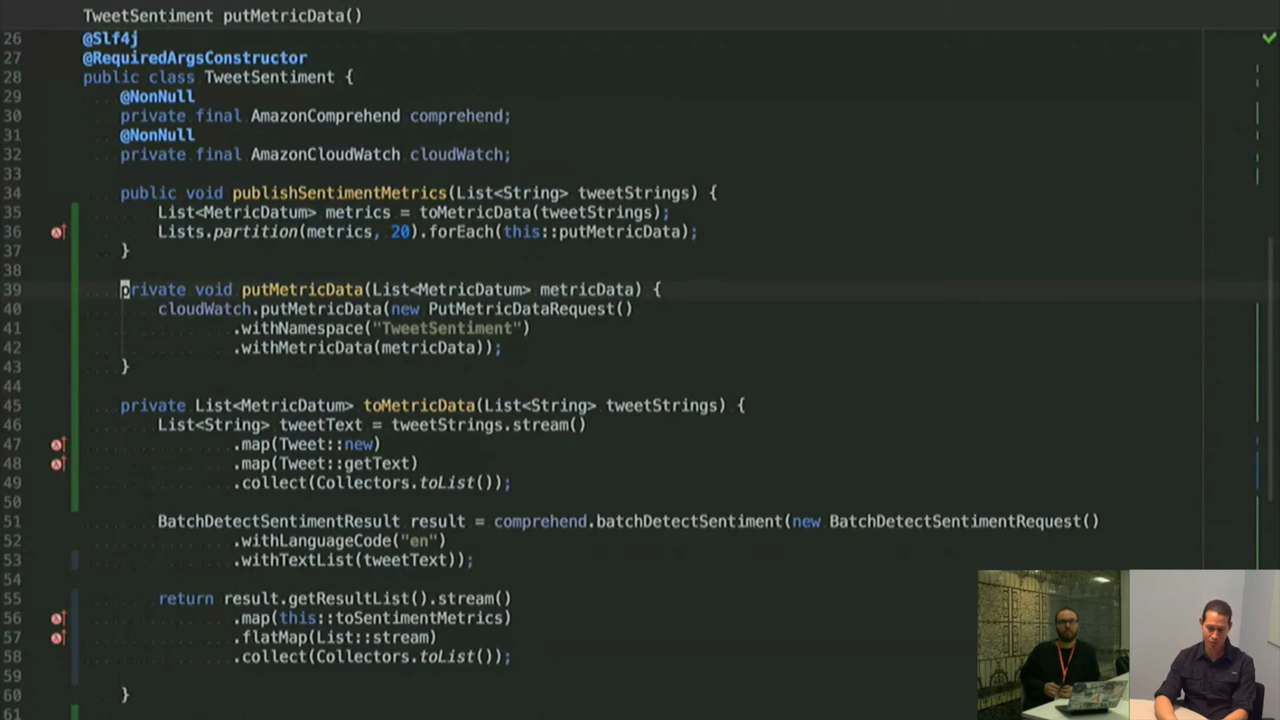 TweetSentiment putMetricData()
26 @Slf4j
27 @RequiredArgsConstructor
28 public class TweetSentiment {
29 @NonNull
30 private final AmazonComprehend comprehend;
31 @NonNull
32 private final AmazonCloudWatch cloudWatch;
33
34 public void publishSentimentMetrics(List<String> tweetStrings) {
35 List<MetricDatum> metrics = toMetricData(tweetStrings);
36 Lists.partition(metrics, 20).forEach(this::putMetricData);
37 }
38
39 private void putMetricData(List<MetricDatum> metricData) {
40 cloudWatch.putMetricData(new PutMetricDataRequest()
41 .withNamespace("TweetSentiment")
42 .withMetricData(metricData));
43 }
44
45 private List<MetricDatum> toMetricData(List<String> tweetStrings) {
46 List<String> tweetText = tweetStrings.stream()
47 .map(Tweet::new)
48 .map(Tweet::getText)
49 .collect(Collectors.toList());
50
51 BatchDetectSentimentResult result = comprehend.batchDetectSentiment(new BatchDetectSentimentRequest()
52 .withLanguageCode("en")
53 .withTextList(tweetText));
54
55 return result.getResultList().stream()
56 .map(this::toSentimentMetrics)
57 .flatMap(List::stream)
58 .collect(Collectors.toList());
59
60 }
61